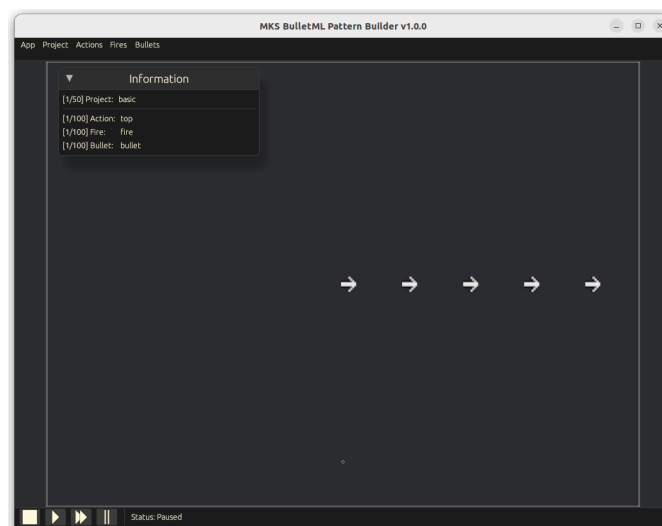 MKS BulletML Pattern Builder v1.0.0
App Project Actions Fires Bullets
Information
[1/50] Project: basic
[1/100] Action: top
[1/100] Fire: fire
[1/100] Bullet: bullet
Status: Paused